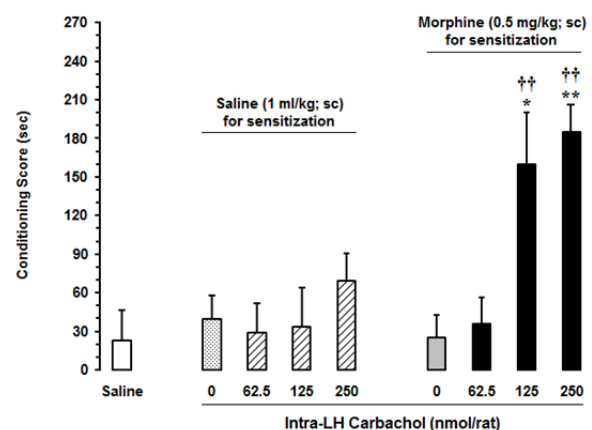 Conditioning Score (sec)
270
240
210
180
150
120
90
60
30
0
Saline (1 ml/kg; sc)
for sensitization
Morphine (0.5 mg/kg; sc)
for sensitization
††
*
††
**
Saline
0 62.5 125 250
0 62.5 125 250
Intra-LH Carbachol (nmol/rat)